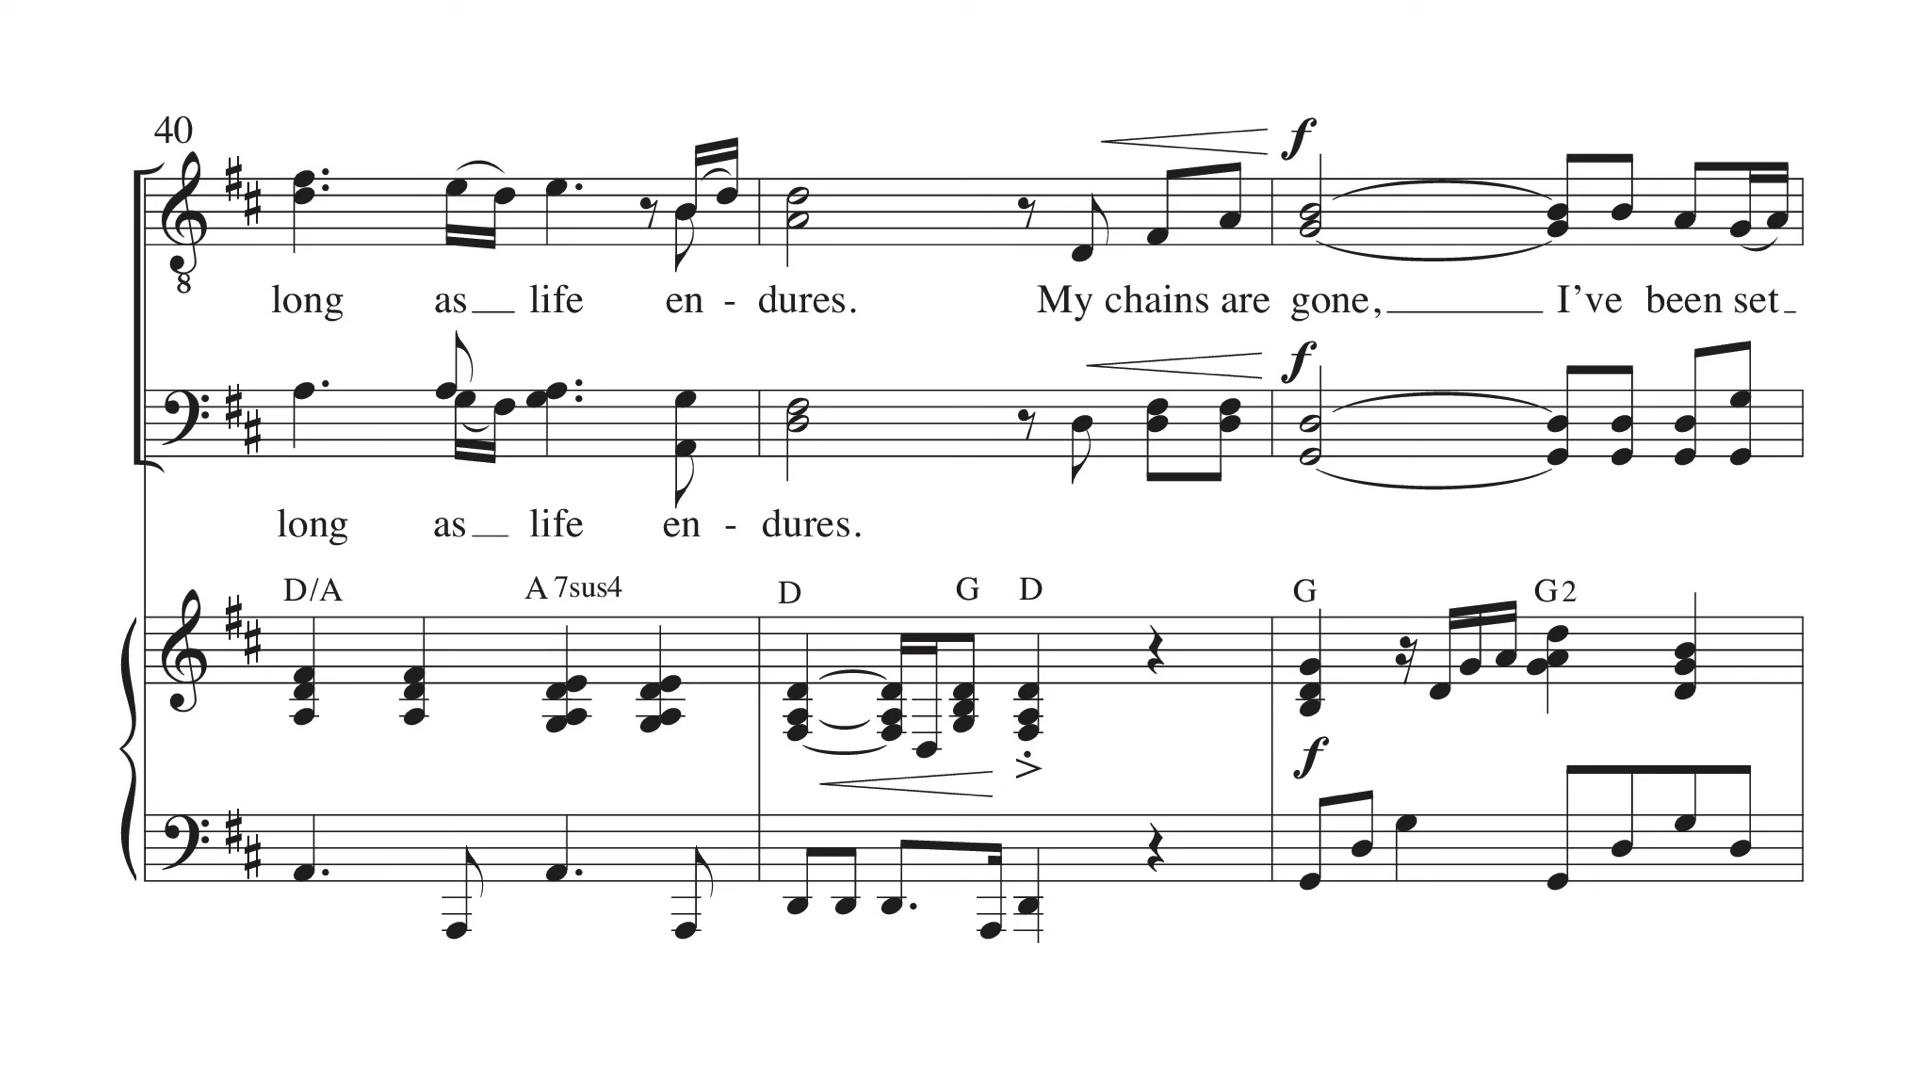 40
f
8
long as life en - dures. My chains are gone, I've been set
f
long as life en - dures.
D/A A 7sus4 D G D G G2
f